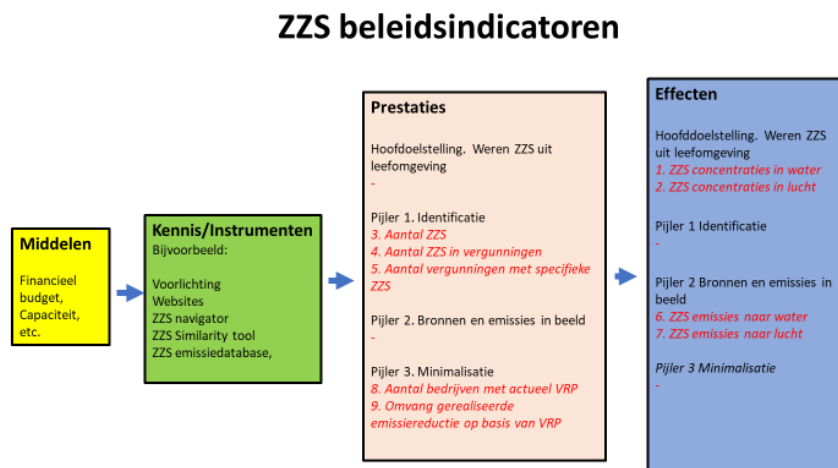 ZZS beleidsindicatoren
Middelen
Financieel
budget,
Capaciteit,
etc.
Kennis/Instrumenten
Bijvoorbeeld:
Voorlichting
Websites
ZZS navigator
ZZS Similarity tool
ZZS emissiedatabase,
Prestaties
Hoofdoelstelling. Weren ZZS uit
leefomgeving
-
Pijler 1. Identificatie
3. Aantal ZZS
4. Aantal ZZS in vergunningen
5. Aantal vergunningen met specifieke
ZZS
Pijler 2. Bronnen en emissies in beeld
-
Pijler 3. Minimalisatie
8. Aantal bedrijven met actueel VRP
9. Omvang gerealiseerde
emissiereductie op basis van VRP
Effecten
Hoofddoelstelling. Weren ZZS
uit leefomgeving
1. ZZS concentraties in water
2. ZZS concentraties in lucht
Pijler 1 Identificatie
-
Pijler 2 Bronnen en emissies in
beeld
6. ZZS emissies naar water
7. ZZS emissies naar lucht
Pijler 3 Minimalisatie
-